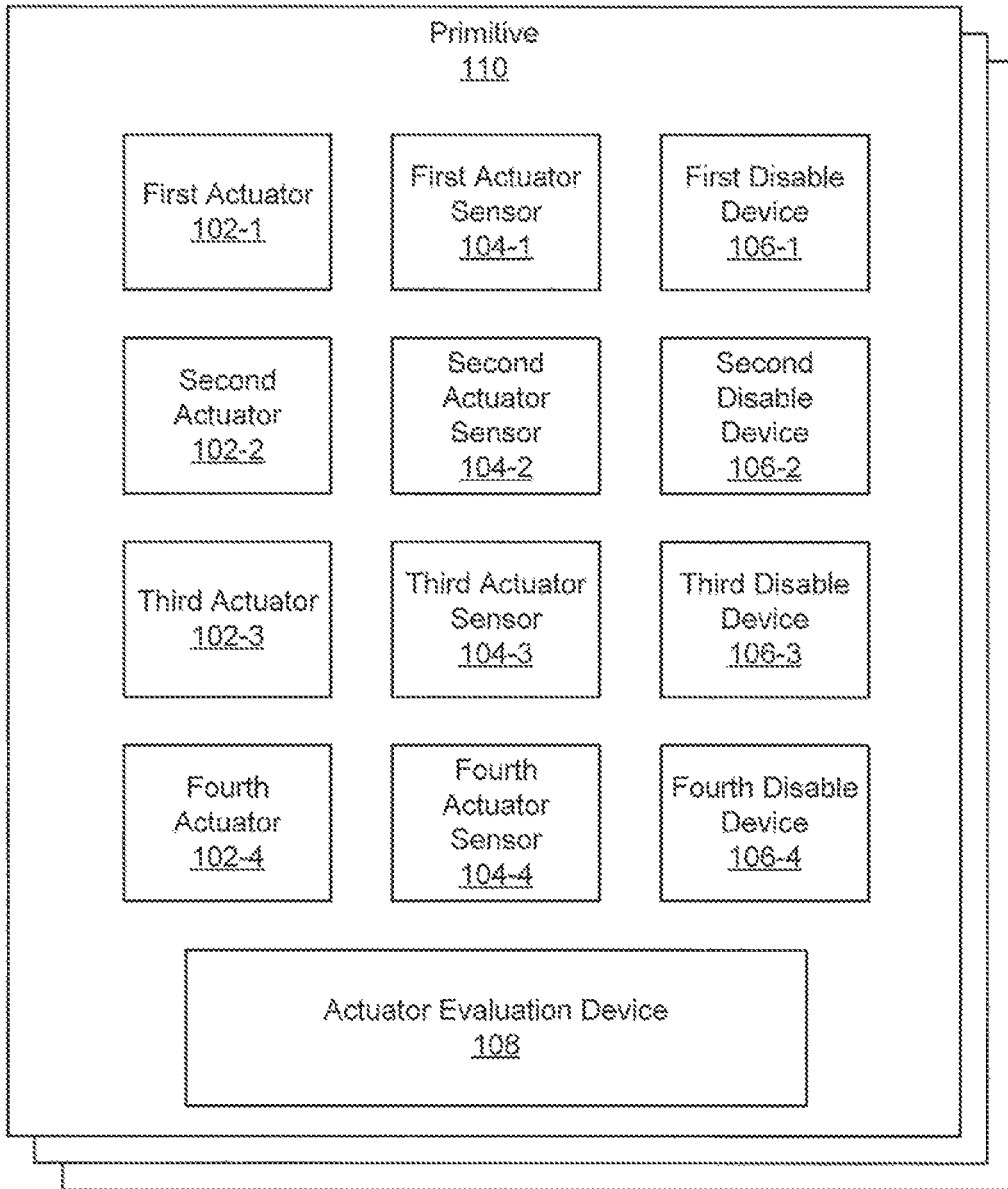 Primitive
110
First Actuator
102-1
First Actuator
Sensor
104-1
First Disable
Device
106-1
Second
Actuator
102-2
Second
Actuator
Sensor
104-2
Second
Disable
Device
106-2
Third Actuator
102-3
Third Actuator
Sensor
104-3
Third Disable
Device
106-3
Fourth
Actuator
102-4
Fourth
Actuator
Sensor
104-4
Fourth Disable
Device
106-4
Actuator Evaluation Device
108